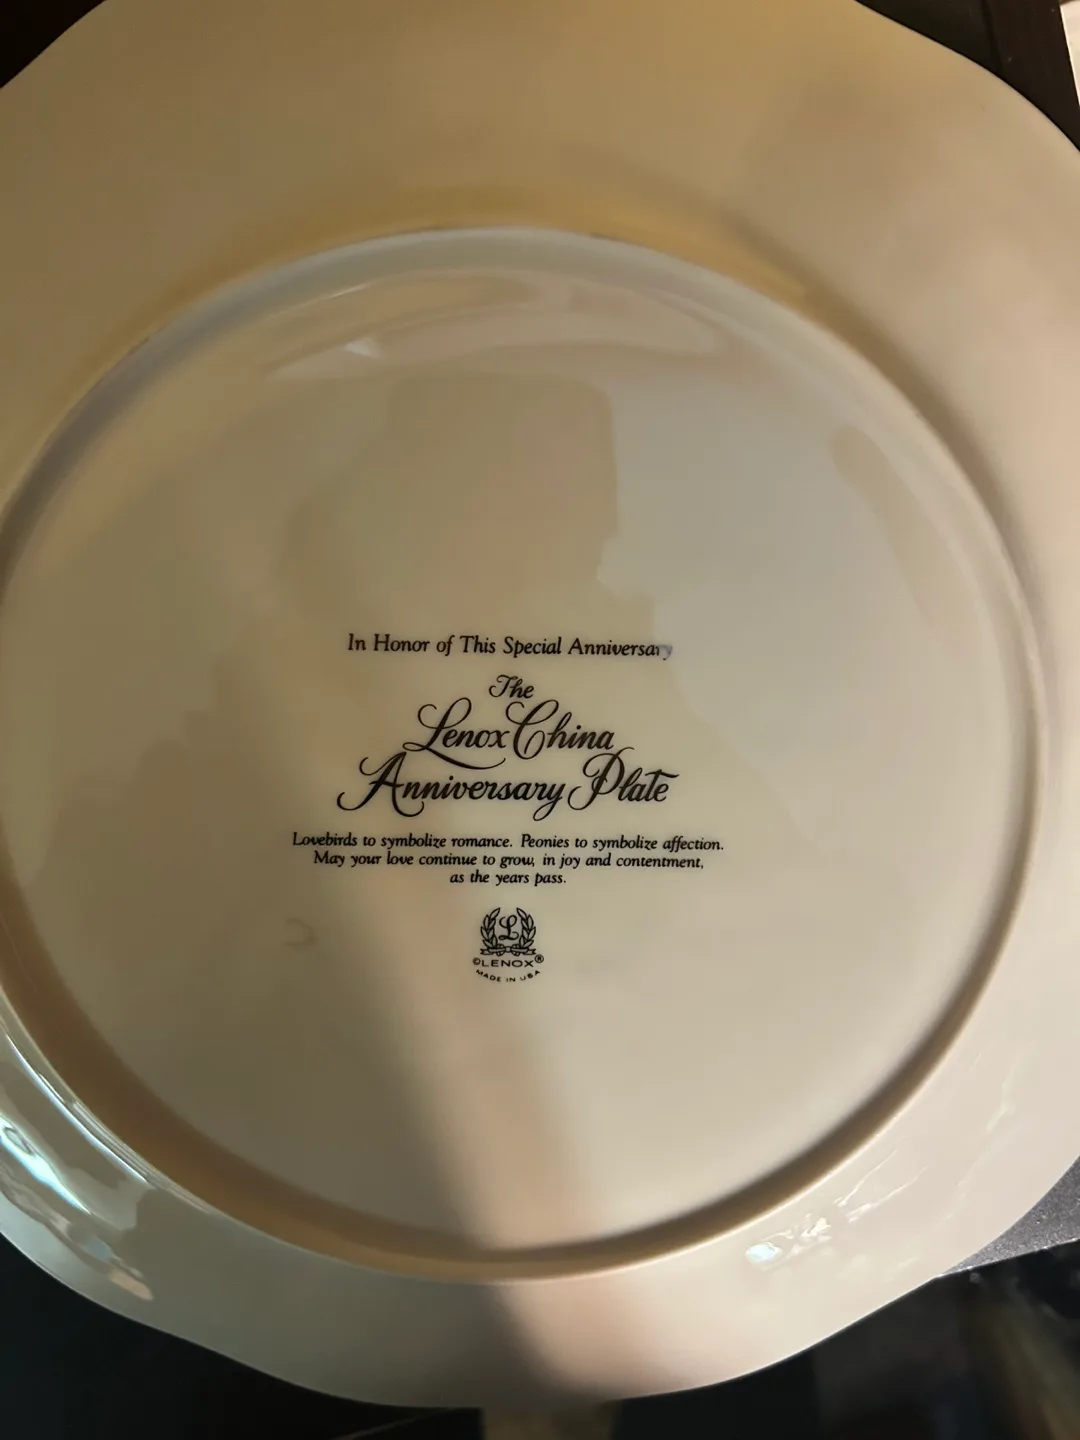 In Honor of This Special Anniversary
The
Lenox China
Anniversary Plate
Lovebirds to symbolize romance. Peonies to symbolize affection.
May your love continue to grow, in joy and contentment,
as the years pass.
L
©LENOX®
MADE IN USA